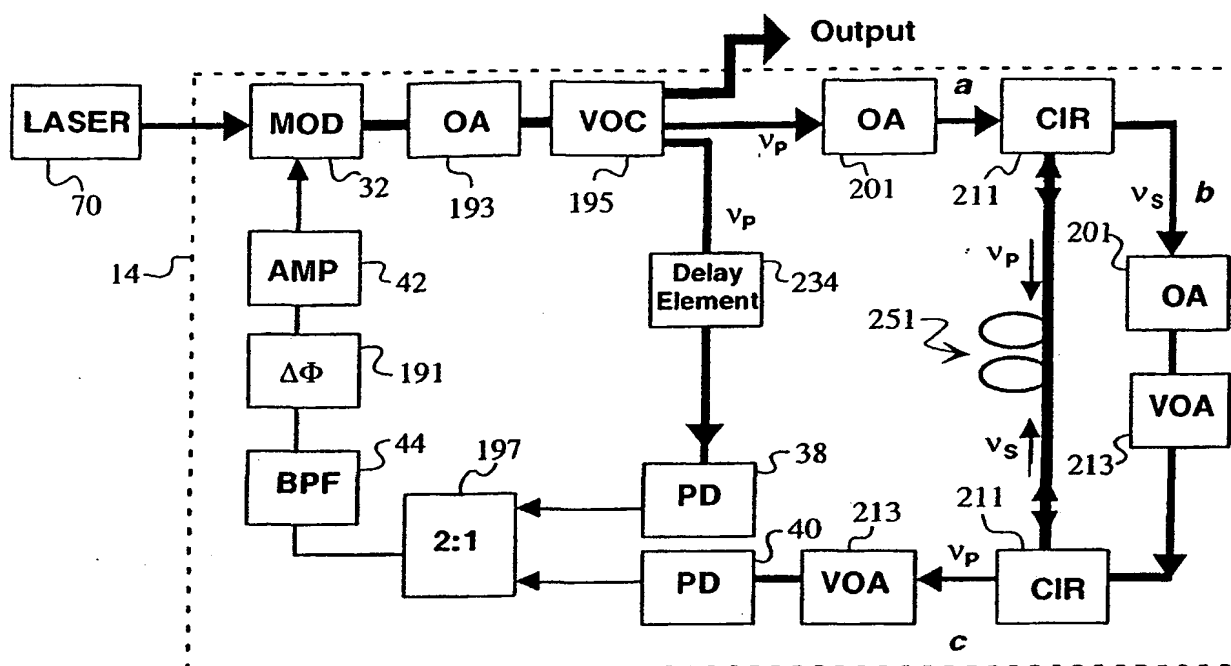 Output
LASER
MOD
OA
VOC
νP
OA
a
CIR
70
32
193
195
201
211
νS
b
νP
201
14
AMP
42
Delay
Element
234
νP
OA
251
ΔΦ
191
VOA
νS
213
44
197
38
BPF
PD
211
2:1
40
213
PD
VOA
νP
CIR
c